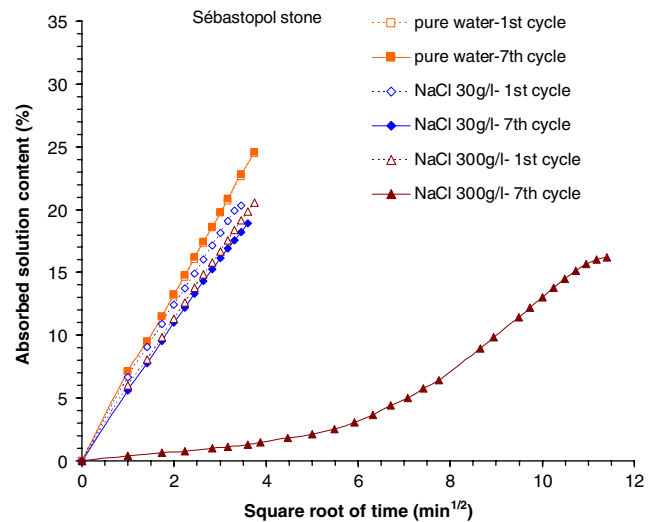 Sébastopol stone
pure water-1st cycle
pure water-7th cycle
NaCl 30g/l- 1st cycle
NaCl 30g/l- 7th cycle
NaCl 300g/l- 1st cycle
NaCl 300g/l- 7th cycle
Absorbed solution content (%)
35
30
25
20
15
10
5
0
0 2 4 6 8 10 12
Square root of time (min^1/2)